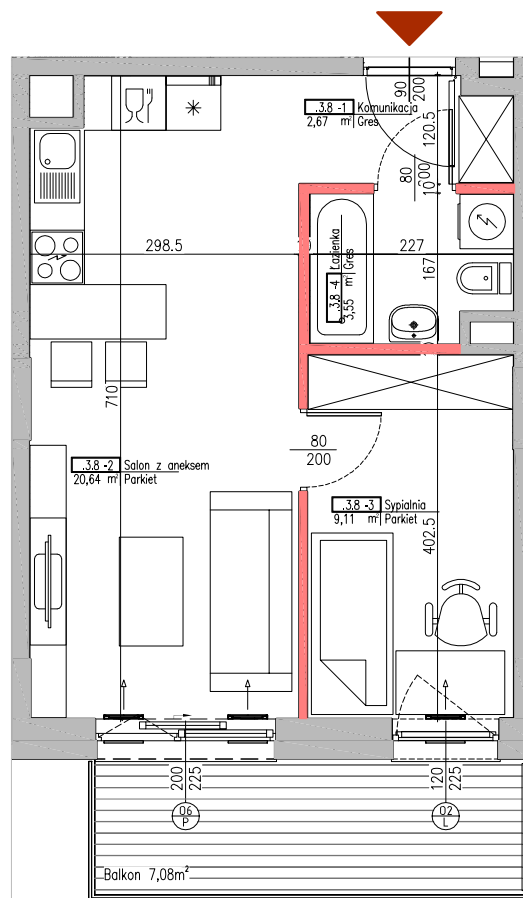 90
200
.3.8 -1 Komunikacja
2,67 m² Gres
120.5
80
200
10
298.5
227
.3.8 -4 Łazienka
3,55 m² Gres
167
710
80
200
.3.8 -2 Salon z aneksem
20,64 m² Parkiet
.3.8 -3 Sypialnia
9,11 m² Parkiet
402.5
200
225
120
225
06
P
02
L
Balkon 7,08m²